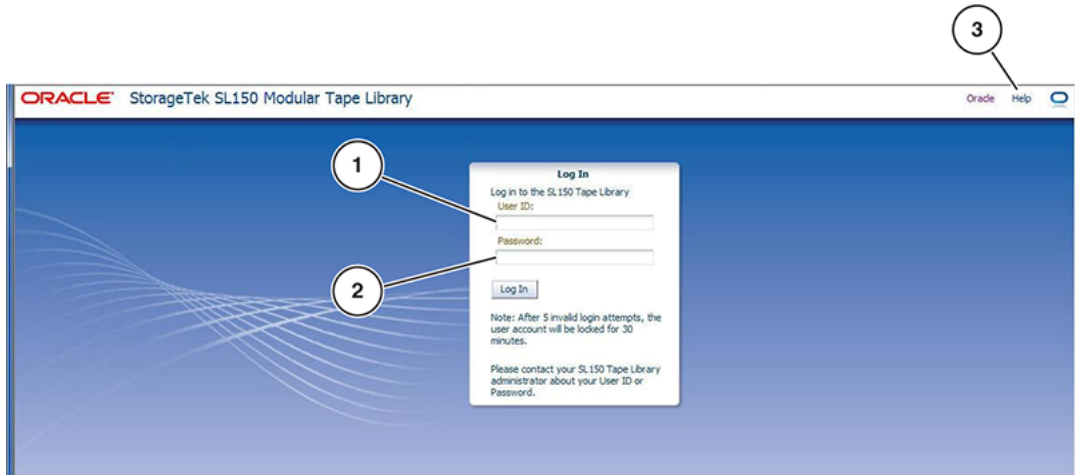 3
ORACLE StorageTek SL150 Modular Tape Library
Oracle Help
1
Log In
Log in to the SL150 Tape Library
User ID:
Password:
2
Log In
Note: After 5 invalid login attempts, the
user account will be locked for 30
minutes.
Please contact your SL150 Tape Library
administrator about your User ID or
Password.